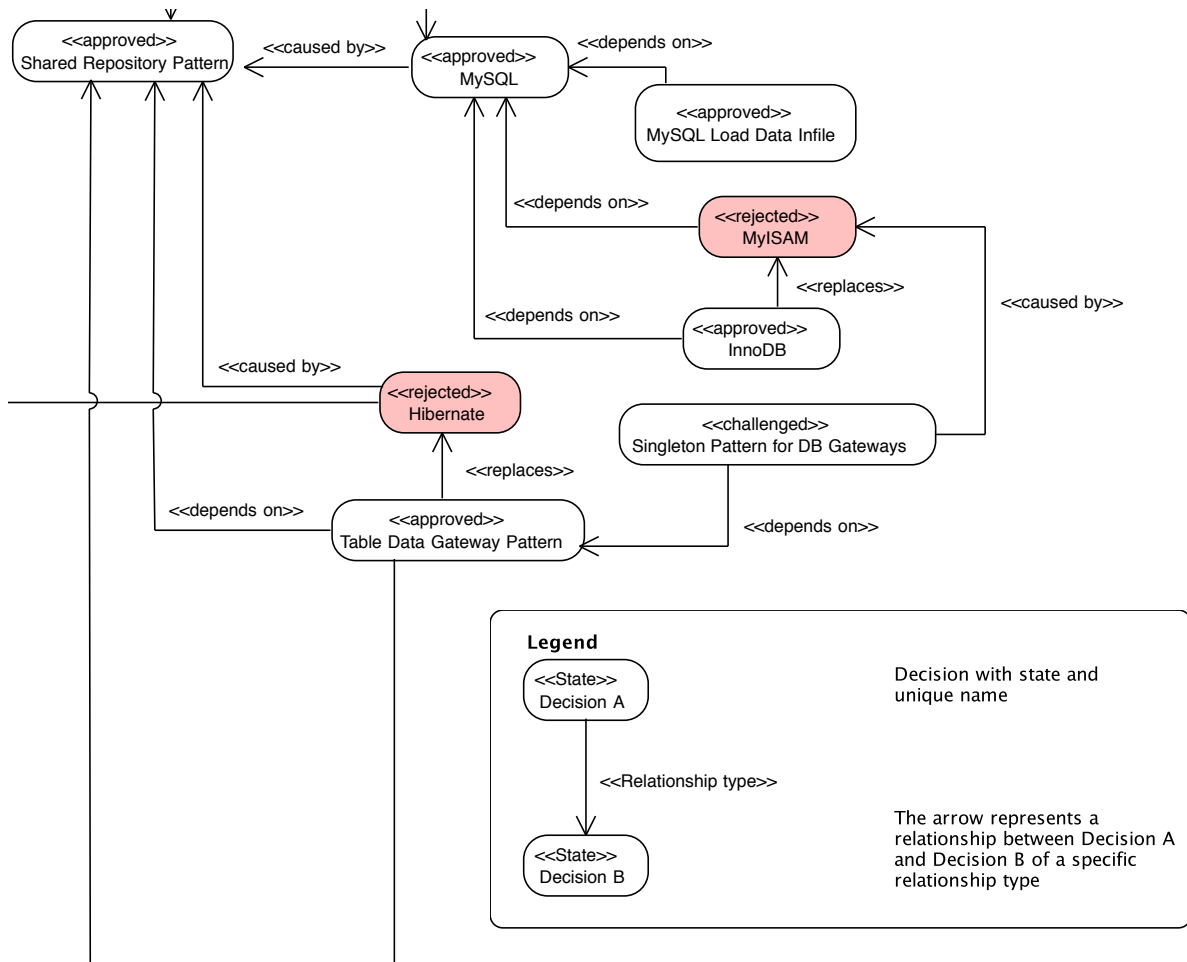 <<approved>>
Shared Repository Pattern
<<caused by>>
<<approved>>
MySQL
<<depends on>>
<<approved>>
MySQL Load Data Infile
<<depends on>>
<<rejected>>
MyISAM
<<replaces>>
<<caused by>>
<<depends on>>
<<approved>>
InnoDB
<<caused by>>
<<rejected>>
Hibernate
<<challenged>>
Singleton Pattern for DB Gateways
<<replaces>>
<<depends on>>
<<approved>>
Table Data Gateway Pattern
<<depends on>>
Legend
<<State>>
Decision A
Decision with state and
unique name
<<Relationship type>>
The arrow represents a
relationship between Decision A
and Decision B of a specific
relationship type
<<State>>
Decision B